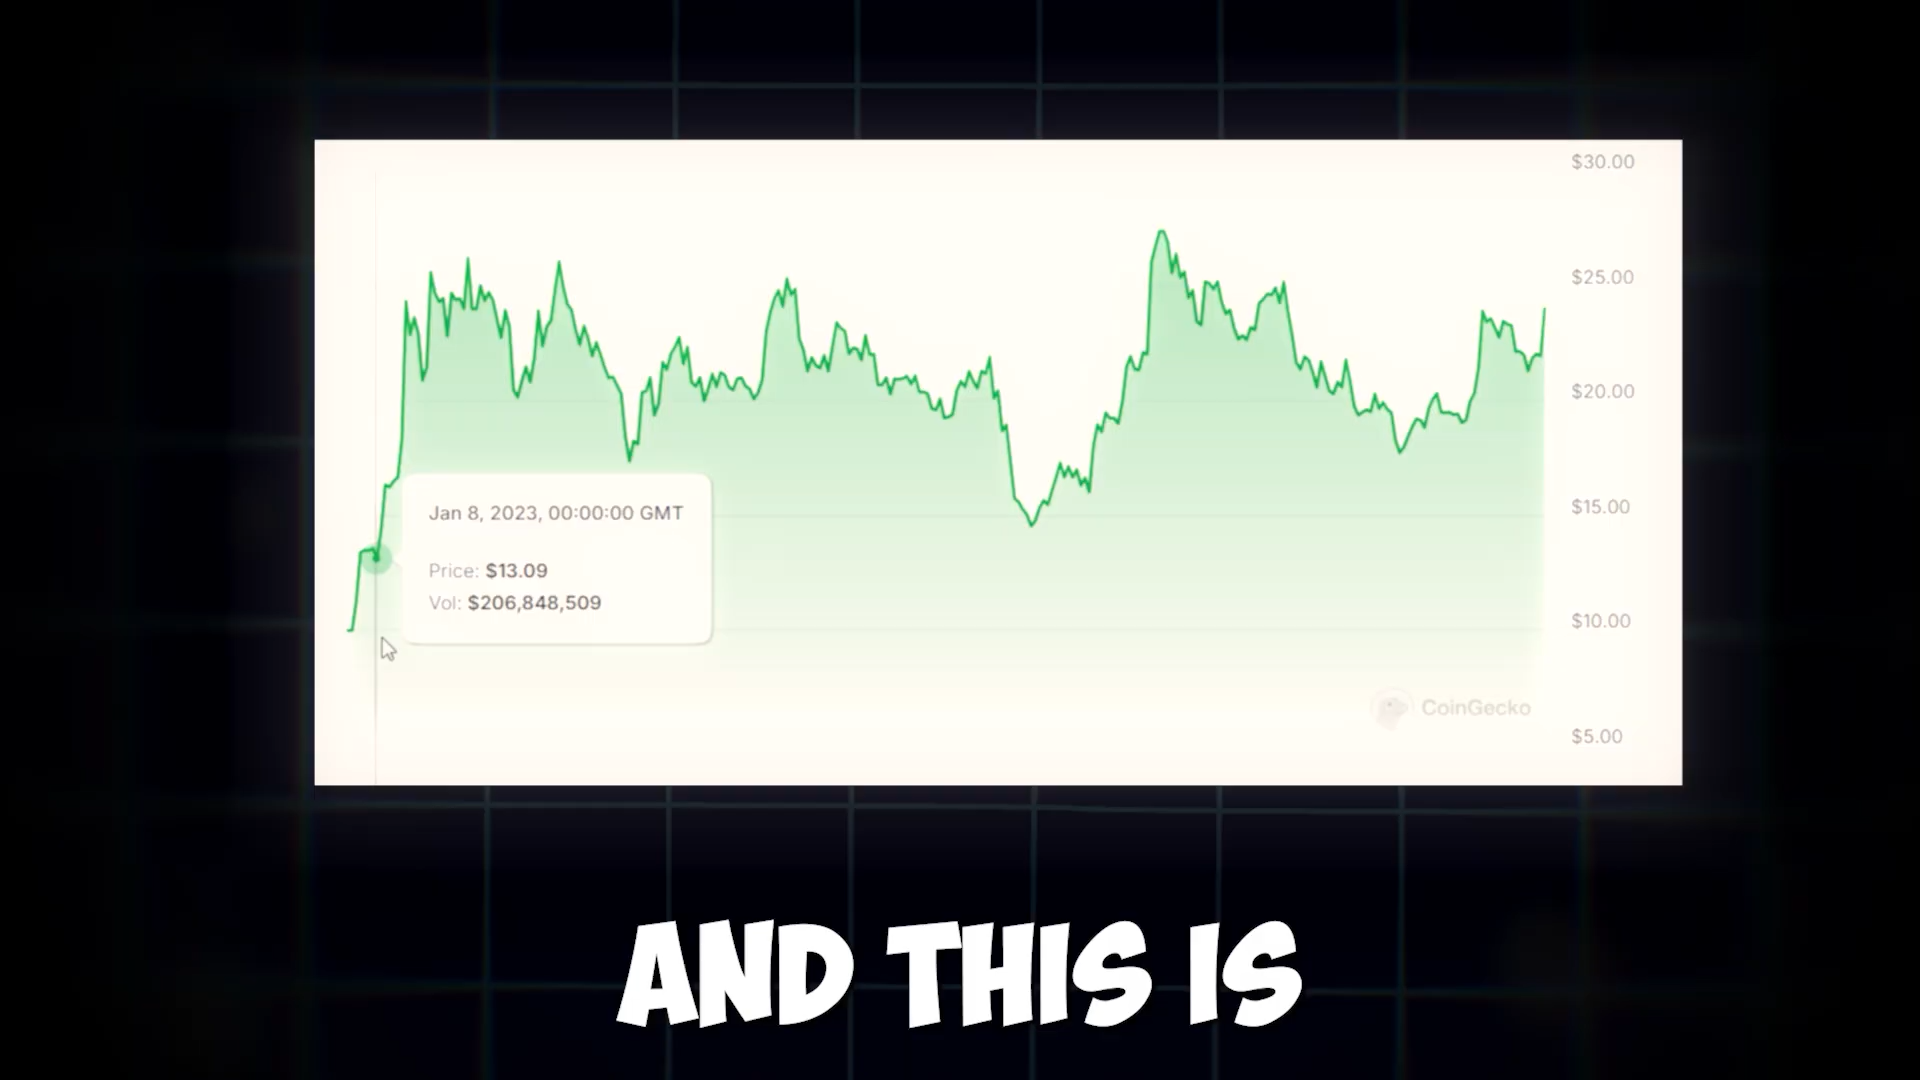 $30.00
$25.00
$20.00
$15.00
$10.00
$5.00
Jan 8, 2023, 00:00:00 GMT
Price: $13.09
Vol: $206,848,509
CoinGecko
AND THIS IS